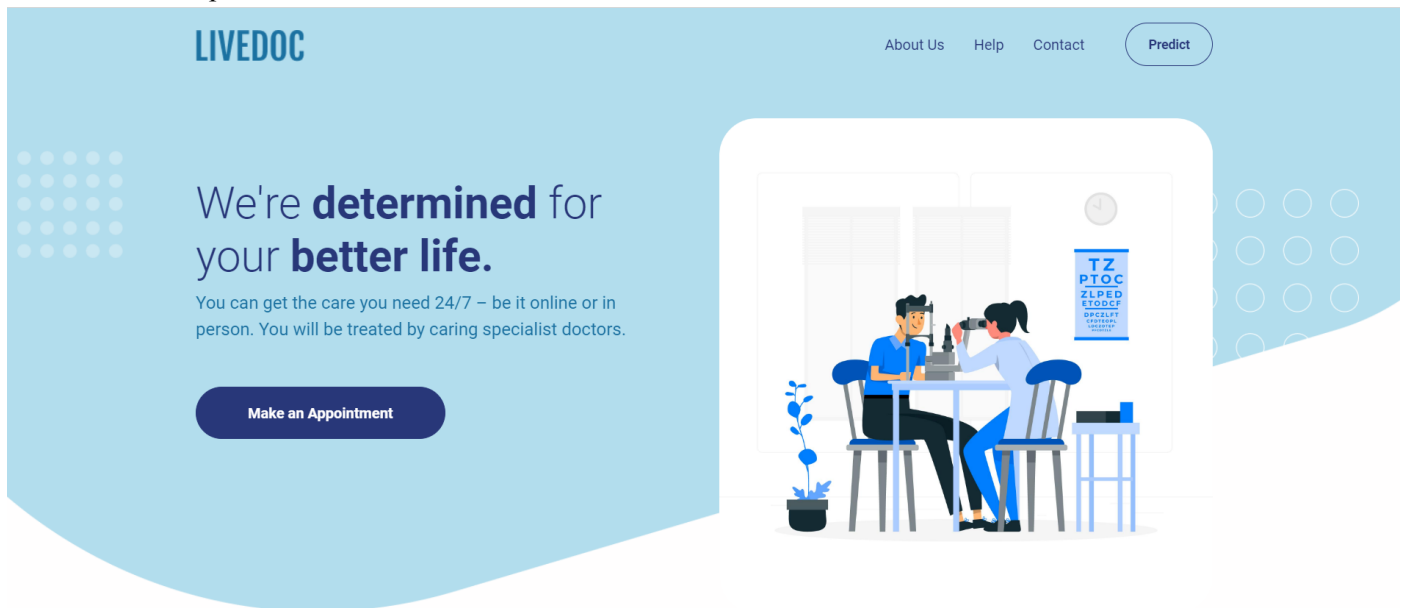 LIVEDOC
About Us Help Contact Predict
We're determined for
your better life.
You can get the care you need 24/7 – be it online or in
person. You will be treated by caring specialist doctors.
Make an Appointment
TZ
PTOC
ZLPED
ETODCF
DPCZLFT